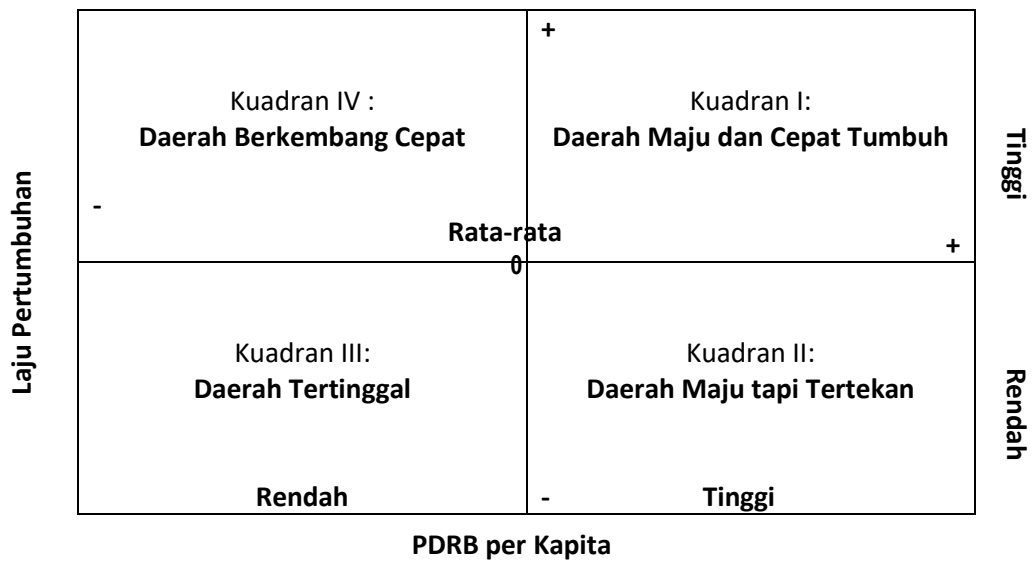 +
Kuadran IV :
Daerah Berkembang Cepat
Kuadran I:
Daerah Maju dan Cepat Tumbuh
Tinggi
Laju Pertumbuhan
-
Rata-rata
+
0
Kuadran III:
Daerah Tertinggal
Kuadran II:
Daerah Maju tapi Tertekan
Rendah
Rendah
-
Tinggi
PDRB per Kapita